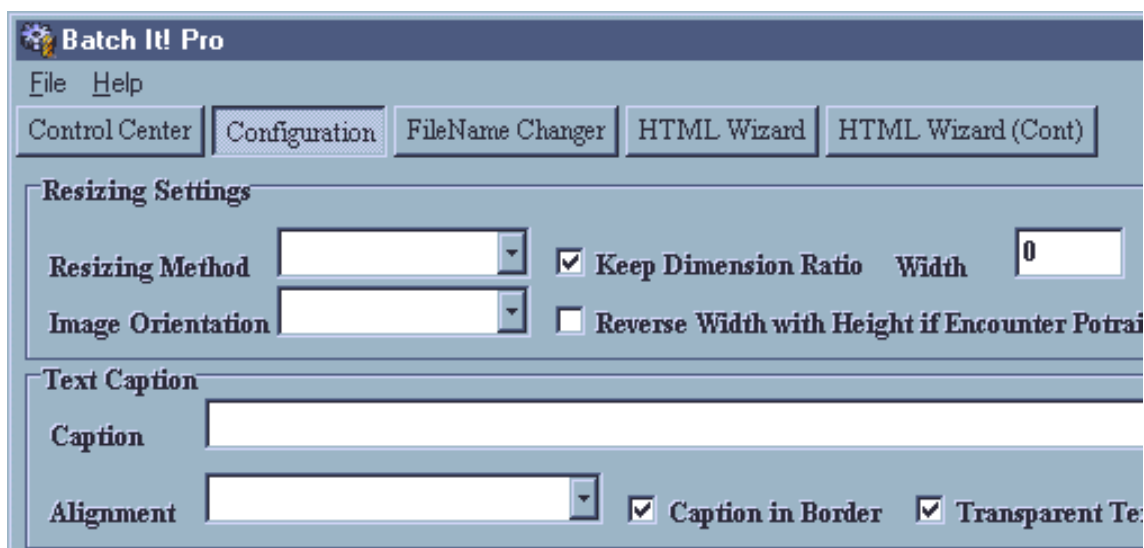 Batch It! Pro
File Help
Control Center Configuration FileName Changer HTML Wizard HTML Wizard (Cont)
Resizing Settings
Resizing Method Keep Dimension Ratio Width 0
Image Orientation Reverse Width with Height if Encounter Potrai
Text Caption
Caption
Alignment Caption in Border Transparent Te